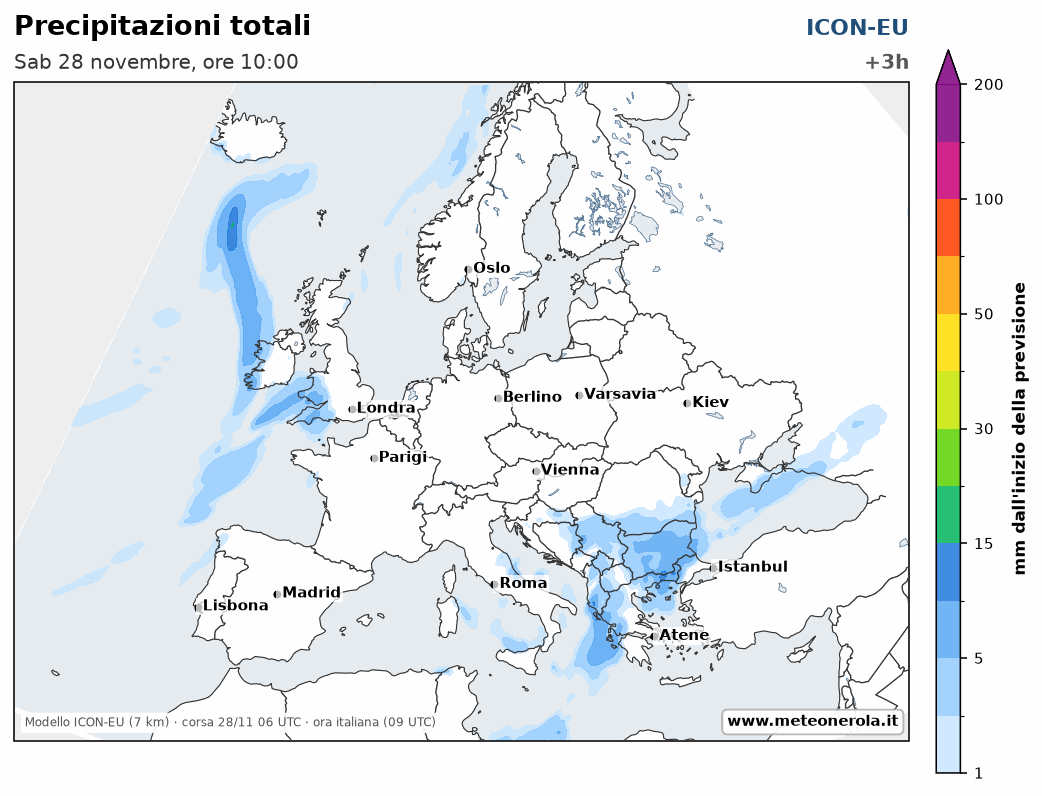 Precipitazioni totali
ICON-EU
Sab 28 novembre, ore 10:00
+3h
200
100
50
30
15
5
1
mm dall'inizio della previsione
Oslo
Berlino
Varsavia
Kiev
Londra
Parigi
Vienna
Istanbul
Roma
Madrid
Lisbona
Atene
Modello ICON-EU (7 km) · corsa 28/11 06 UTC · ora italiana (09 UTC)
www.meteonerola.it